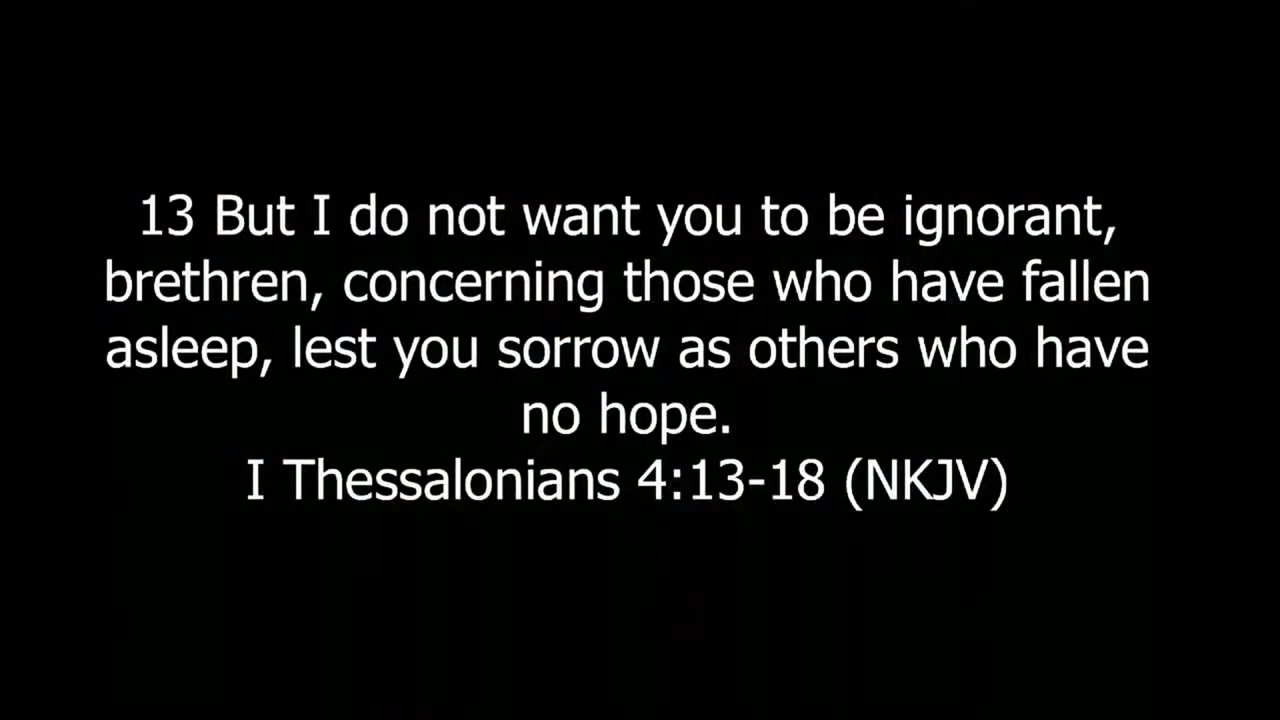 13 But I do not want you to be ignorant,
brethren, concerning those who have fallen
asleep, lest you sorrow as others who have
no hope.
I Thessalonians 4:13-18 (NKJV)